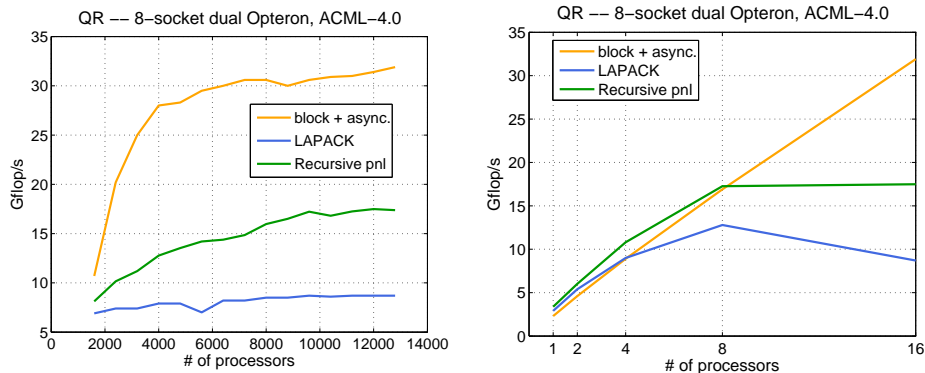 QR –– 8–socket dual Opteron, ACML–4.0
35
30
25
20
15
10
5
Gflop/s
block + async.
LAPACK
Recursive pnl
0 2000 4000 6000 8000 10000 12000 14000
# of processors
QR –– 8–socket dual Opteron, ACML–4.0
35
30
25
20
15
10
5
0
Gflop/s
block + async.
LAPACK
Recursive pnl
1 2 4 8 16
# of processors